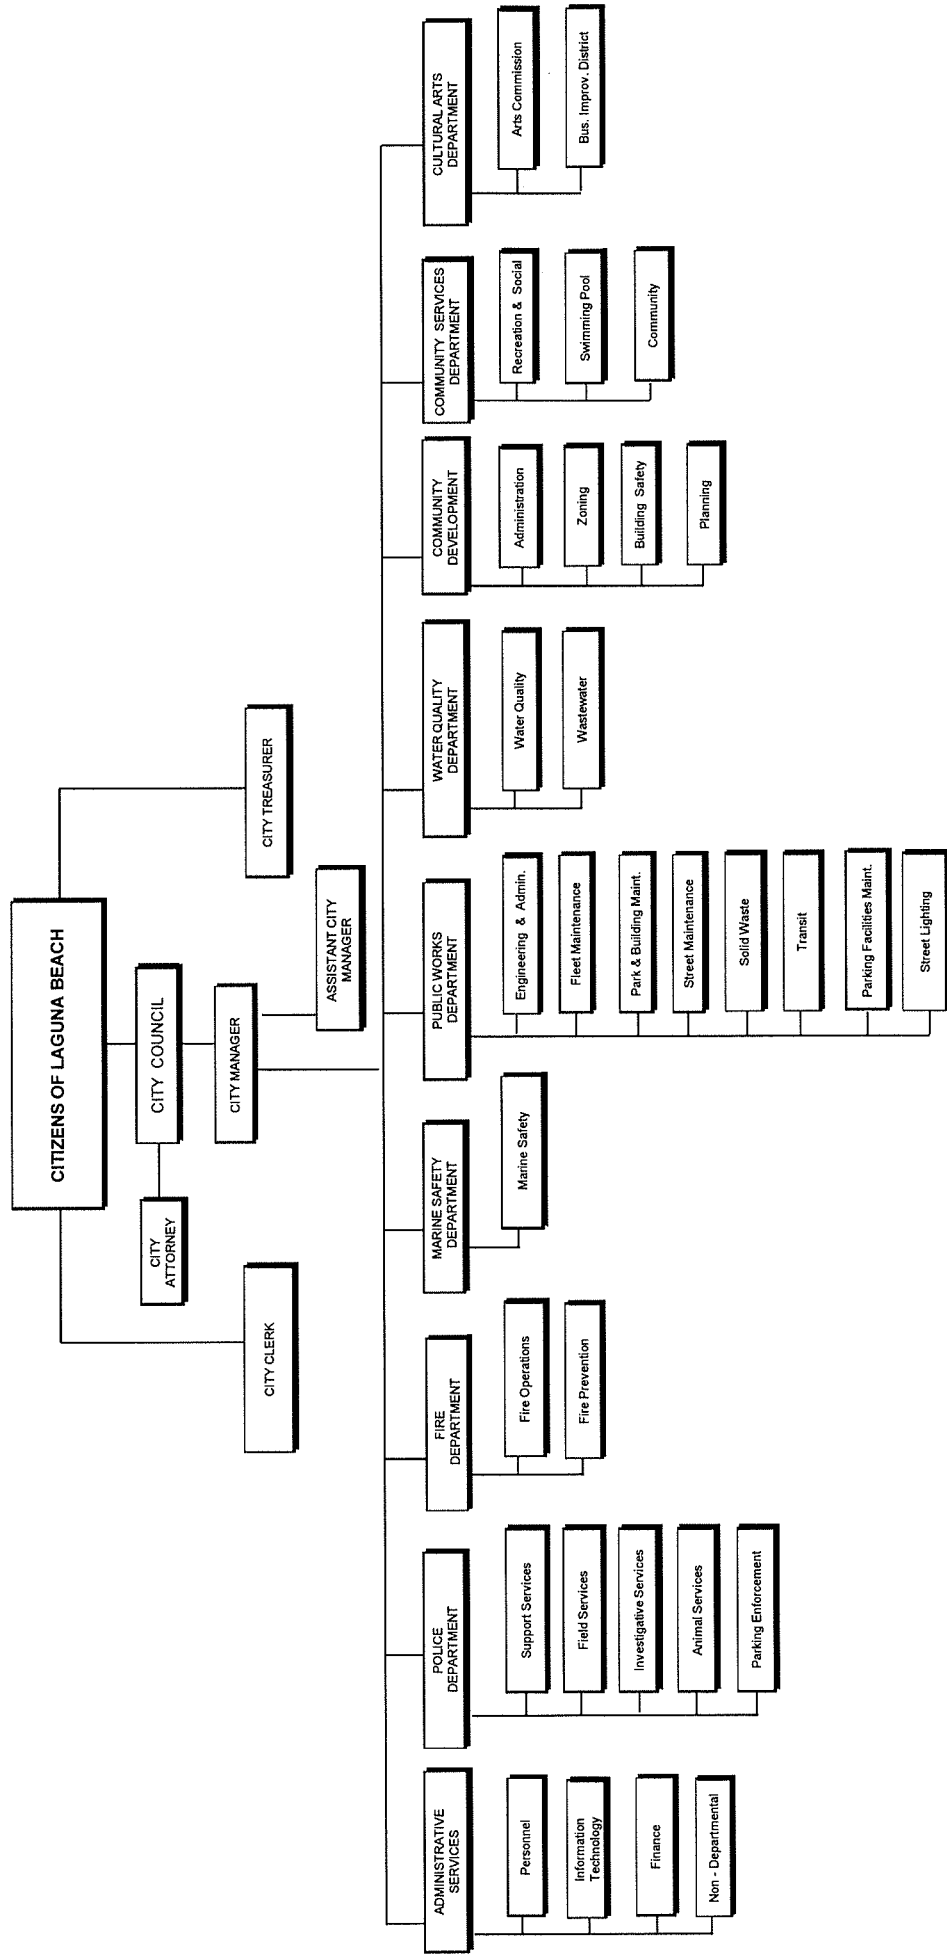 CITIZENS OF LAGUNA BEACH
CITY COUNCIL
CITY
ATTORNEY
CITY MANAGER
CITY CLERK
CITY TREASURER
ASSISTANT CITY
MANAGER
ADMINISTRATIVE
SERVICES
Personnel
Information
Technology
Finance
Non - Departmental
POLICE
DEPARTMENT
Support Services
Field Services
Investigative Services
Animal Services
Parking Enforcement
FIRE
DEPARTMENT
Fire Operations
Fire Prevention
MARINE SAFETY
DEPARTMENT
Marine Safety
PUBLIC WORKS
DEPARTMENT
Engineering & Admin.
Fleet Maintenance
Park & Building Maint.
Street Maintenance
Solid Waste
Transit
Parking Facilities Maint.
Street Lighting
WATER QUALITY
DEPARTMENT
Water Quality
Wastewater
COMMUNITY
DEVELOPMENT
Administration
Zoning
Building Safety
Planning
COMMUNITY SERVICES
DEPARTMENT
Recreation & Social
Swimming Pool
Community
CULTURAL ARTS
DEPARTMENT
Arts Commission
Bus. Improv. District